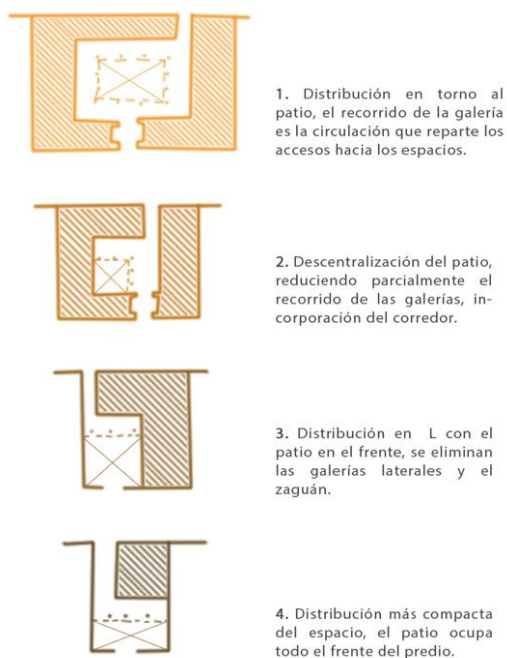 1. Distribución en torno al
patio, el recorrido de la galería
es la circulación que reparte los
accesos hacia los espacios.
2. Descentralización del patio,
reduciendo parcialmente el
recorrido de las galerías, in-
corporación del corredor.
3. Distribución en L con el
patio en el frente, se eliminan
las galerías laterales y el
zaguán.
4. Distribución más compacta
del espacio, el patio ocupa
todo el frente del predio.